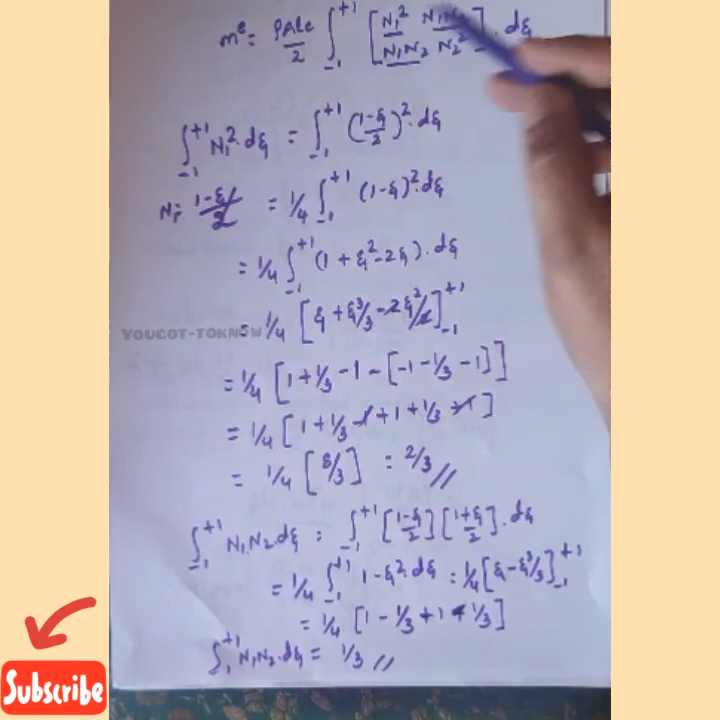 mᵉ = ρALe/2 ∫₋₁⁺¹ [N₁² N₁N₂ / N₁N₂ N₂²] . dξ
∫₋₁⁺¹ N₁² . dξ = ∫₋₁⁺¹ (1-ξ/2)² . dξ
N₁ = 1-ξ/2 = 1/4 ∫₋₁⁺¹ (1-ξ)² . dξ
= 1/4 ∫₋₁⁺¹ (1 + ξ² - 2ξ) . dξ
= 1/4 [ξ + ξ³/3 - 2ξ²/2]₋₁⁺¹
YOUGOT-TOKNOW
= 1/4 [1 + 1/3 - 1 - [-1 - 1/3 - 1]]
= 1/4 [1 + 1/3 - 1 + 1 + 1/3 + 1]
= 1/4 [8/3] = 2/3 //
∫₋₁⁺¹ N₁.N₂.dξ = ∫₋₁⁺¹ [1-ξ/2] [1+ξ/2] . dξ
= 1/4 ∫₋₁⁺¹ 1-ξ² . dξ = 1/4 [ξ - ξ³/3]₋₁⁺¹
= 1/4 [1 - 1/3 + 1 - 1/3]
∫₋₁⁺¹ N₁N₂.dξ = 1/3 //
Subscribe